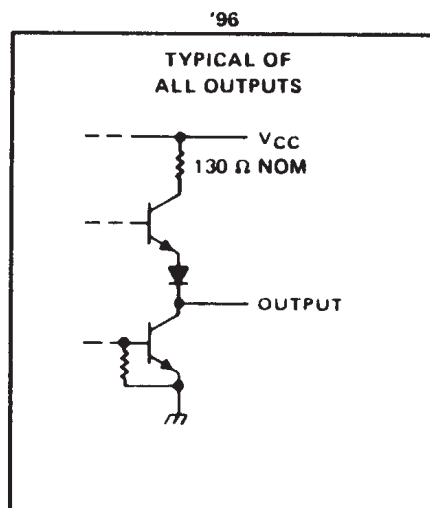 '96
TYPICAL OF
ALL OUTPUTS
VCC
130 Ω NOM
OUTPUT